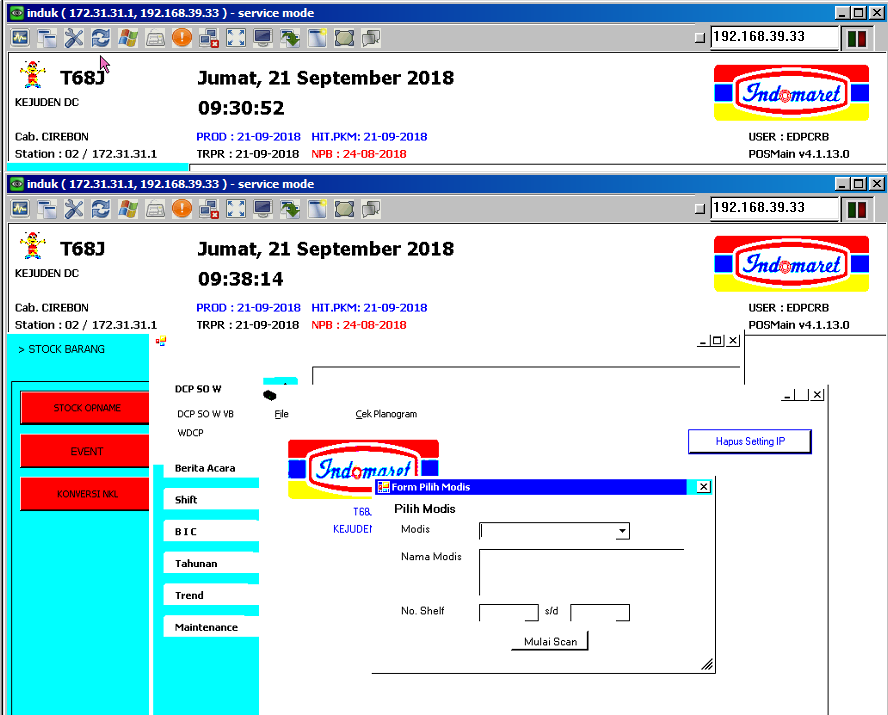 induk ( 172.31.31.1, 192.168.39.33 ) - service mode
192.168.39.33
T68J
KEJUDEN DC
Jumat, 21 September 2018
09:30:52
Indomaret
Cab. CIREBON
PROD : 21-09-2018 HIT.PKM: 21-09-2018
USER : EDPCRB
Station : 02 / 172.31.31.1
TRPR : 21-09-2018 NPB : 24-08-2018
POSMain v4.1.13.0
induk ( 172.31.31.1, 192.168.39.33 ) - service mode
192.168.39.33
T68J
KEJUDEN DC
Jumat, 21 September 2018
09:38:14
Indomaret
Cab. CIREBON
PROD : 21-09-2018 HIT.PKM: 21-09-2018
USER : EDPCRB
Station : 02 / 172.31.31.1
TRPR : 21-09-2018 NPB : 24-08-2018
POSMain v4.1.13.0
> STOCK BARANG
STOCK OPNAME
EVENT
KONVERSI NKL
DCP SO W
DCP SO W VB
WDCP
Berita Acara
Shift
B I C
Tahunan
Trend
Maintenance
File
Cek Planogram
Hapus Setting IP
Indomaret
T68J
KEJUDEN
Form Pilih Modis
Pilih Modis
Modis
Nama Modis
No. Shelf
s/d
Mulai Scan